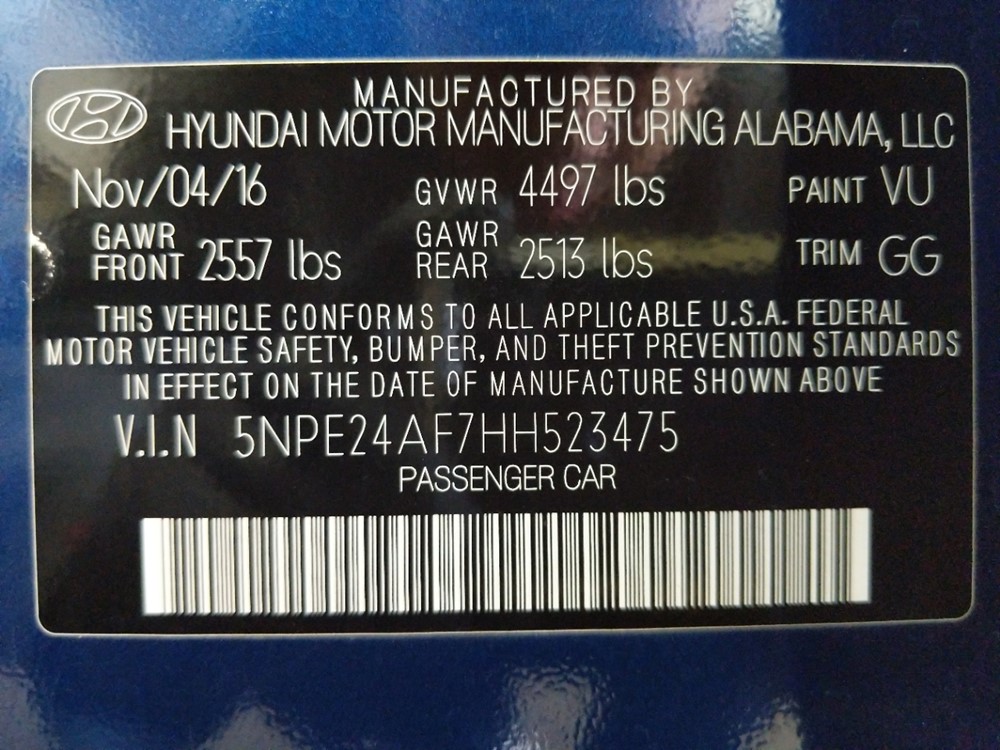 MANUFACTURED BY
HYUNDAI MOTOR MANUFACTURING ALABAMA, LLC
Nov/04/16 GVWR 4497 lbs PAINT VU
GAWR FRONT 2557 lbs GAWR REAR 2513 lbs TRIM GG
THIS VEHICLE CONFORMS TO ALL APPLICABLE U.S.A. FEDERAL
MOTOR VEHICLE SAFETY, BUMPER, AND THEFT PREVENTION STANDARDS
IN EFFECT ON THE DATE OF MANUFACTURE SHOWN ABOVE
V.I.N 5NPE24AF7HH523475
PASSENGER CAR